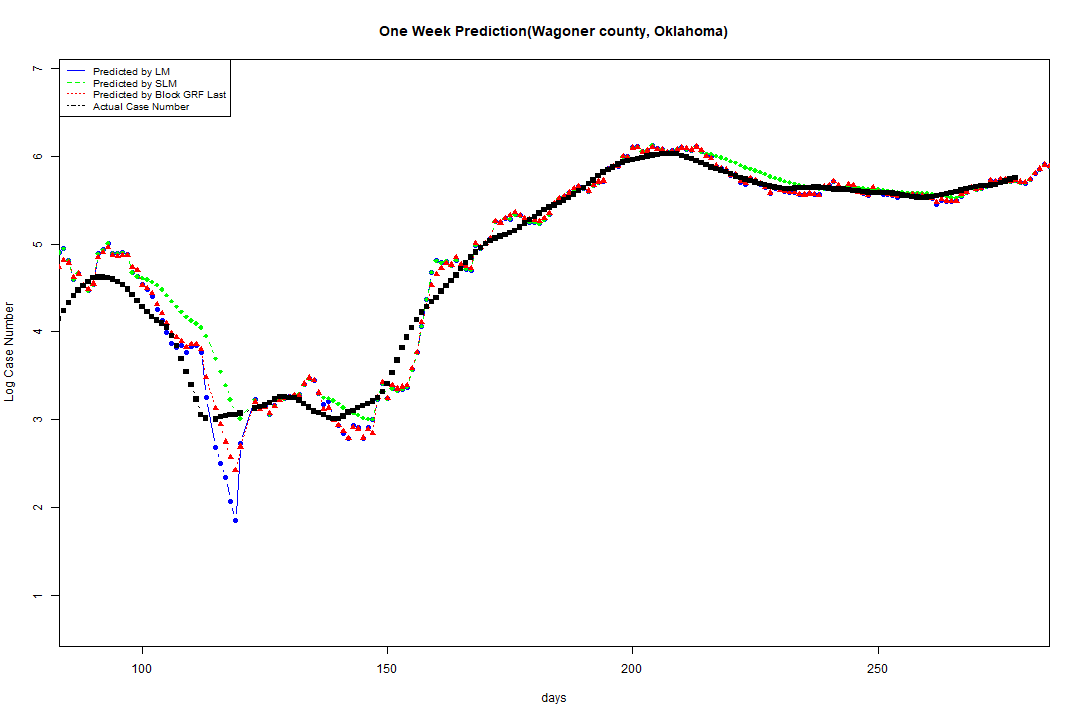 One Week Prediction(Wagoner county, Oklahoma)
Predicted by LM
Predicted by SLM
Predicted by Block GRF Last
Actual Case Number
7
6
5
4
3
2
1
Log Case Number
100 150 200 250
days